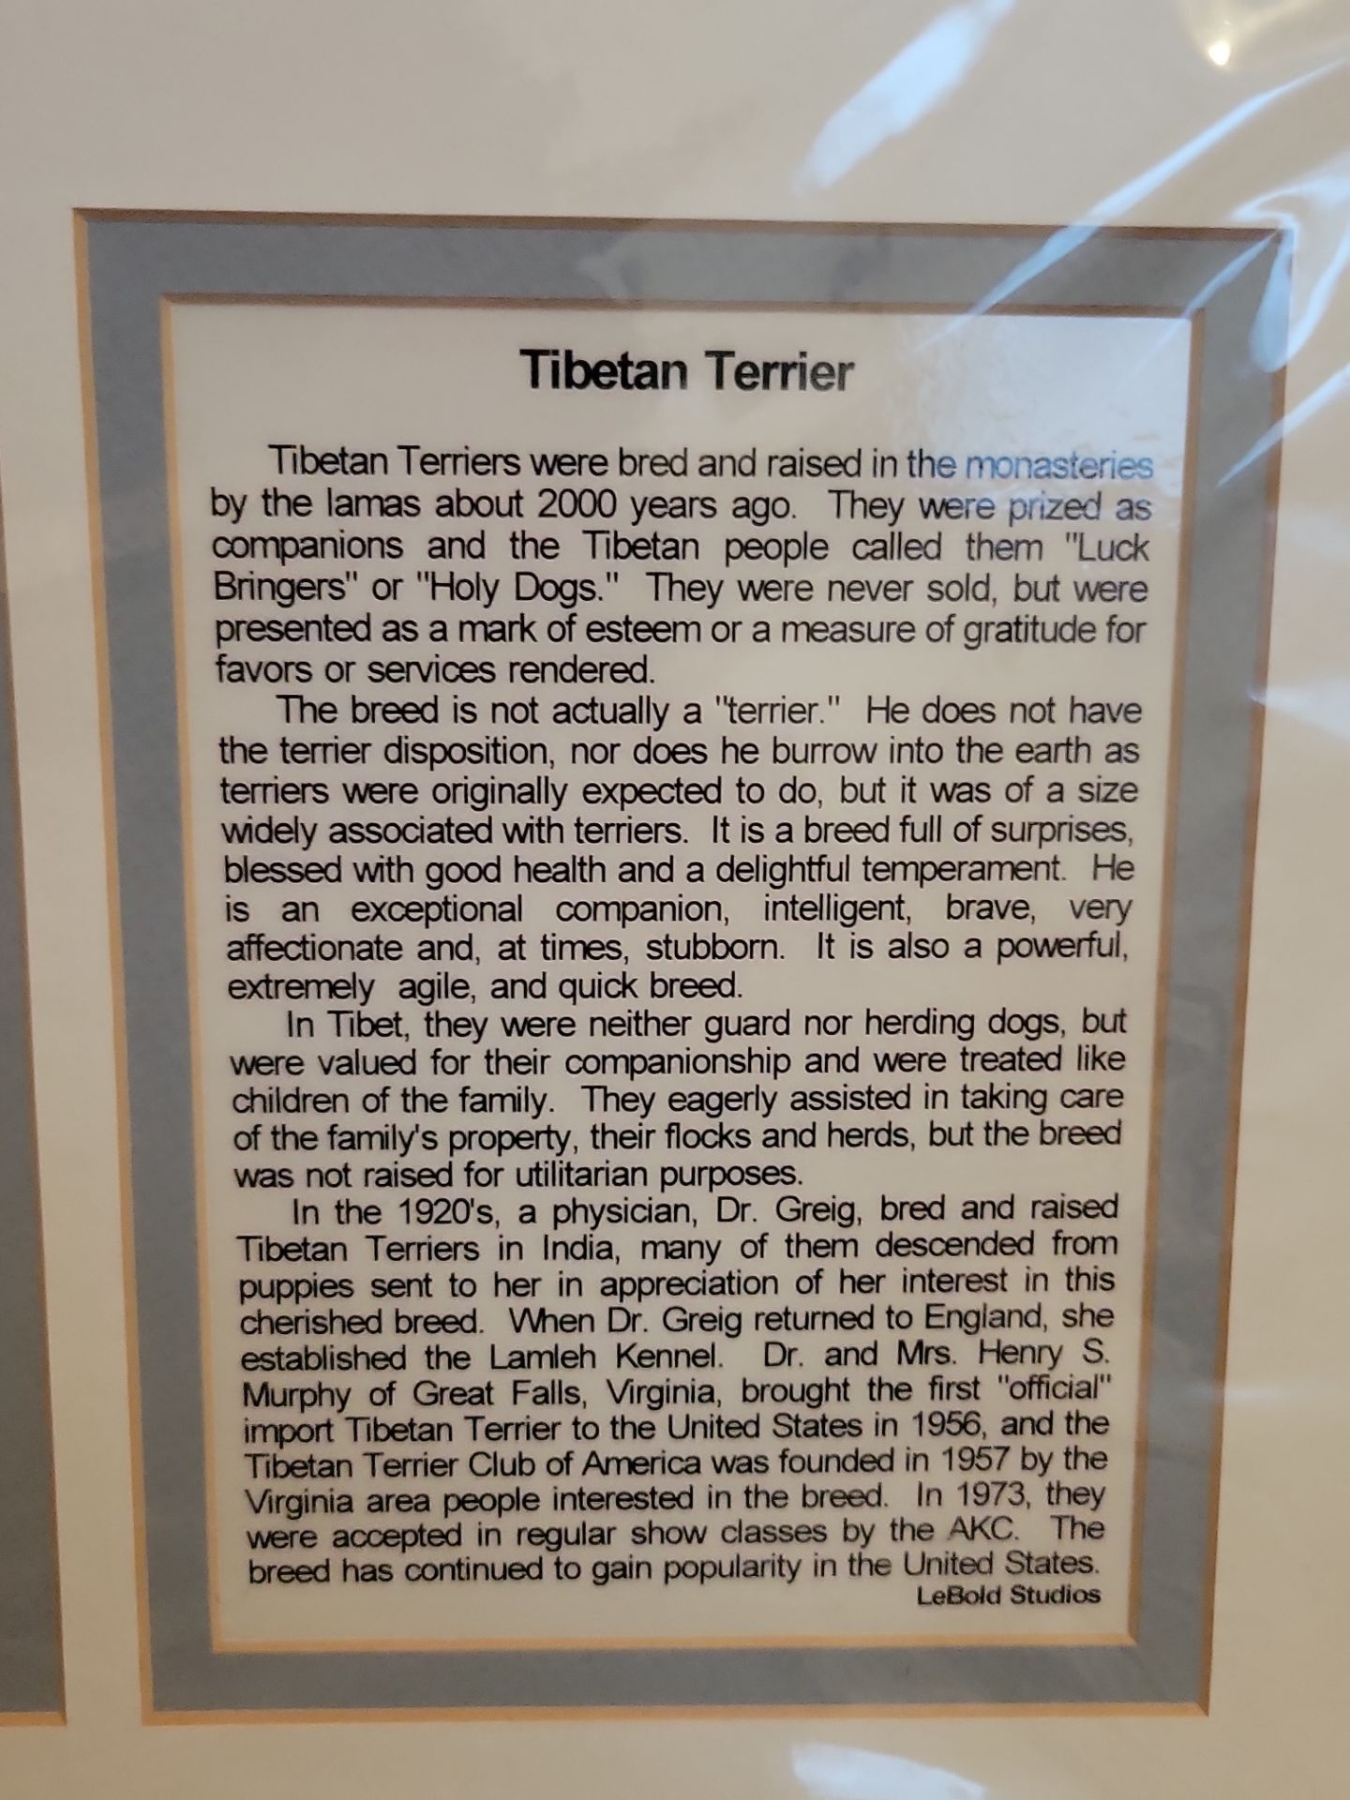 Tibetan Terrier
Tibetan Terriers were bred and raised in the monasteries
by the lamas about 2000 years ago. They were prized as
companions and the Tibetan people called them "Luck
Bringers" or "Holy Dogs." They were never sold, but were
presented as a mark of esteem or a measure of gratitude for
favors or services rendered.
The breed is not actually a "terrier." He does not have
the terrier disposition, nor does he burrow into the earth as
terriers were originally expected to do, but it was of a size
widely associated with terriers. It is a breed full of surprises,
blessed with good health and a delightful temperament. He
is an exceptional companion, intelligent, brave, very
affectionate and, at times, stubborn. It is also a powerful,
extremely agile, and quick breed.
In Tibet, they were neither guard nor herding dogs, but
were valued for their companionship and were treated like
children of the family. They eagerly assisted in taking care
of the family's property, their flocks and herds, but the breed
was not raised for utilitarian purposes.
In the 1920's, a physician, Dr. Greig, bred and raised
Tibetan Terriers in India, many of them descended from
puppies sent to her in appreciation of her interest in this
cherished breed. When Dr. Greig returned to England, she
established the Lamleh Kennel. Dr. and Mrs. Henry S.
Murphy of Great Falls, Virginia, brought the first "official"
import Tibetan Terrier to the United States in 1956, and the
Tibetan Terrier Club of America was founded in 1957 by the
Virginia area people interested in the breed. In 1973, they
were accepted in regular show classes by the AKC. The
breed has continued to gain popularity in the United States.
LeBold Studios